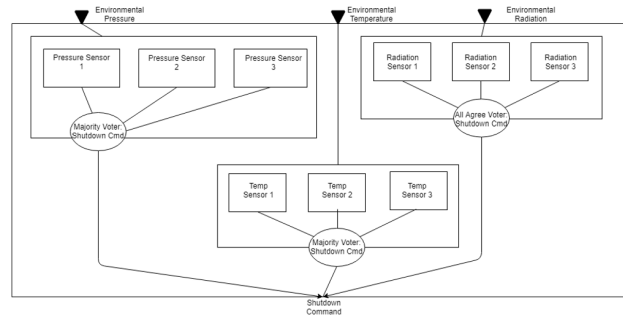 Environmental
Pressure
Environmental
Temperature
Environmental
Radiation
Pressure Sensor
1
Pressure Sensor
2
Pressure Sensor
3
Radiation
Sensor 1
Radiation
Sensor 2
Radiation
Sensor 3
Majority Voter:
Shutdown Cmd
All Agree Voter:
Shutdown Cmd
Temp
Sensor 1
Temp
Sensor 2
Temp
Sensor 3
Majority Voter:
Shutdown Cmd
Shutdown
Command